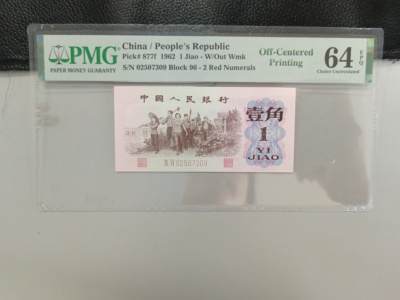 PMG
PAPER MONEY GUARANTY
China / People's Republic
Pick# 877f 1962 1 Jiao - W/Out Wmk
S/N 02507309 Block 96 - 2 Red Numerals
Off-Centered
Printing
64 EPQ
Choice Uncirculated
中国人民银行
壹角
1
YI
JIAO
02507309